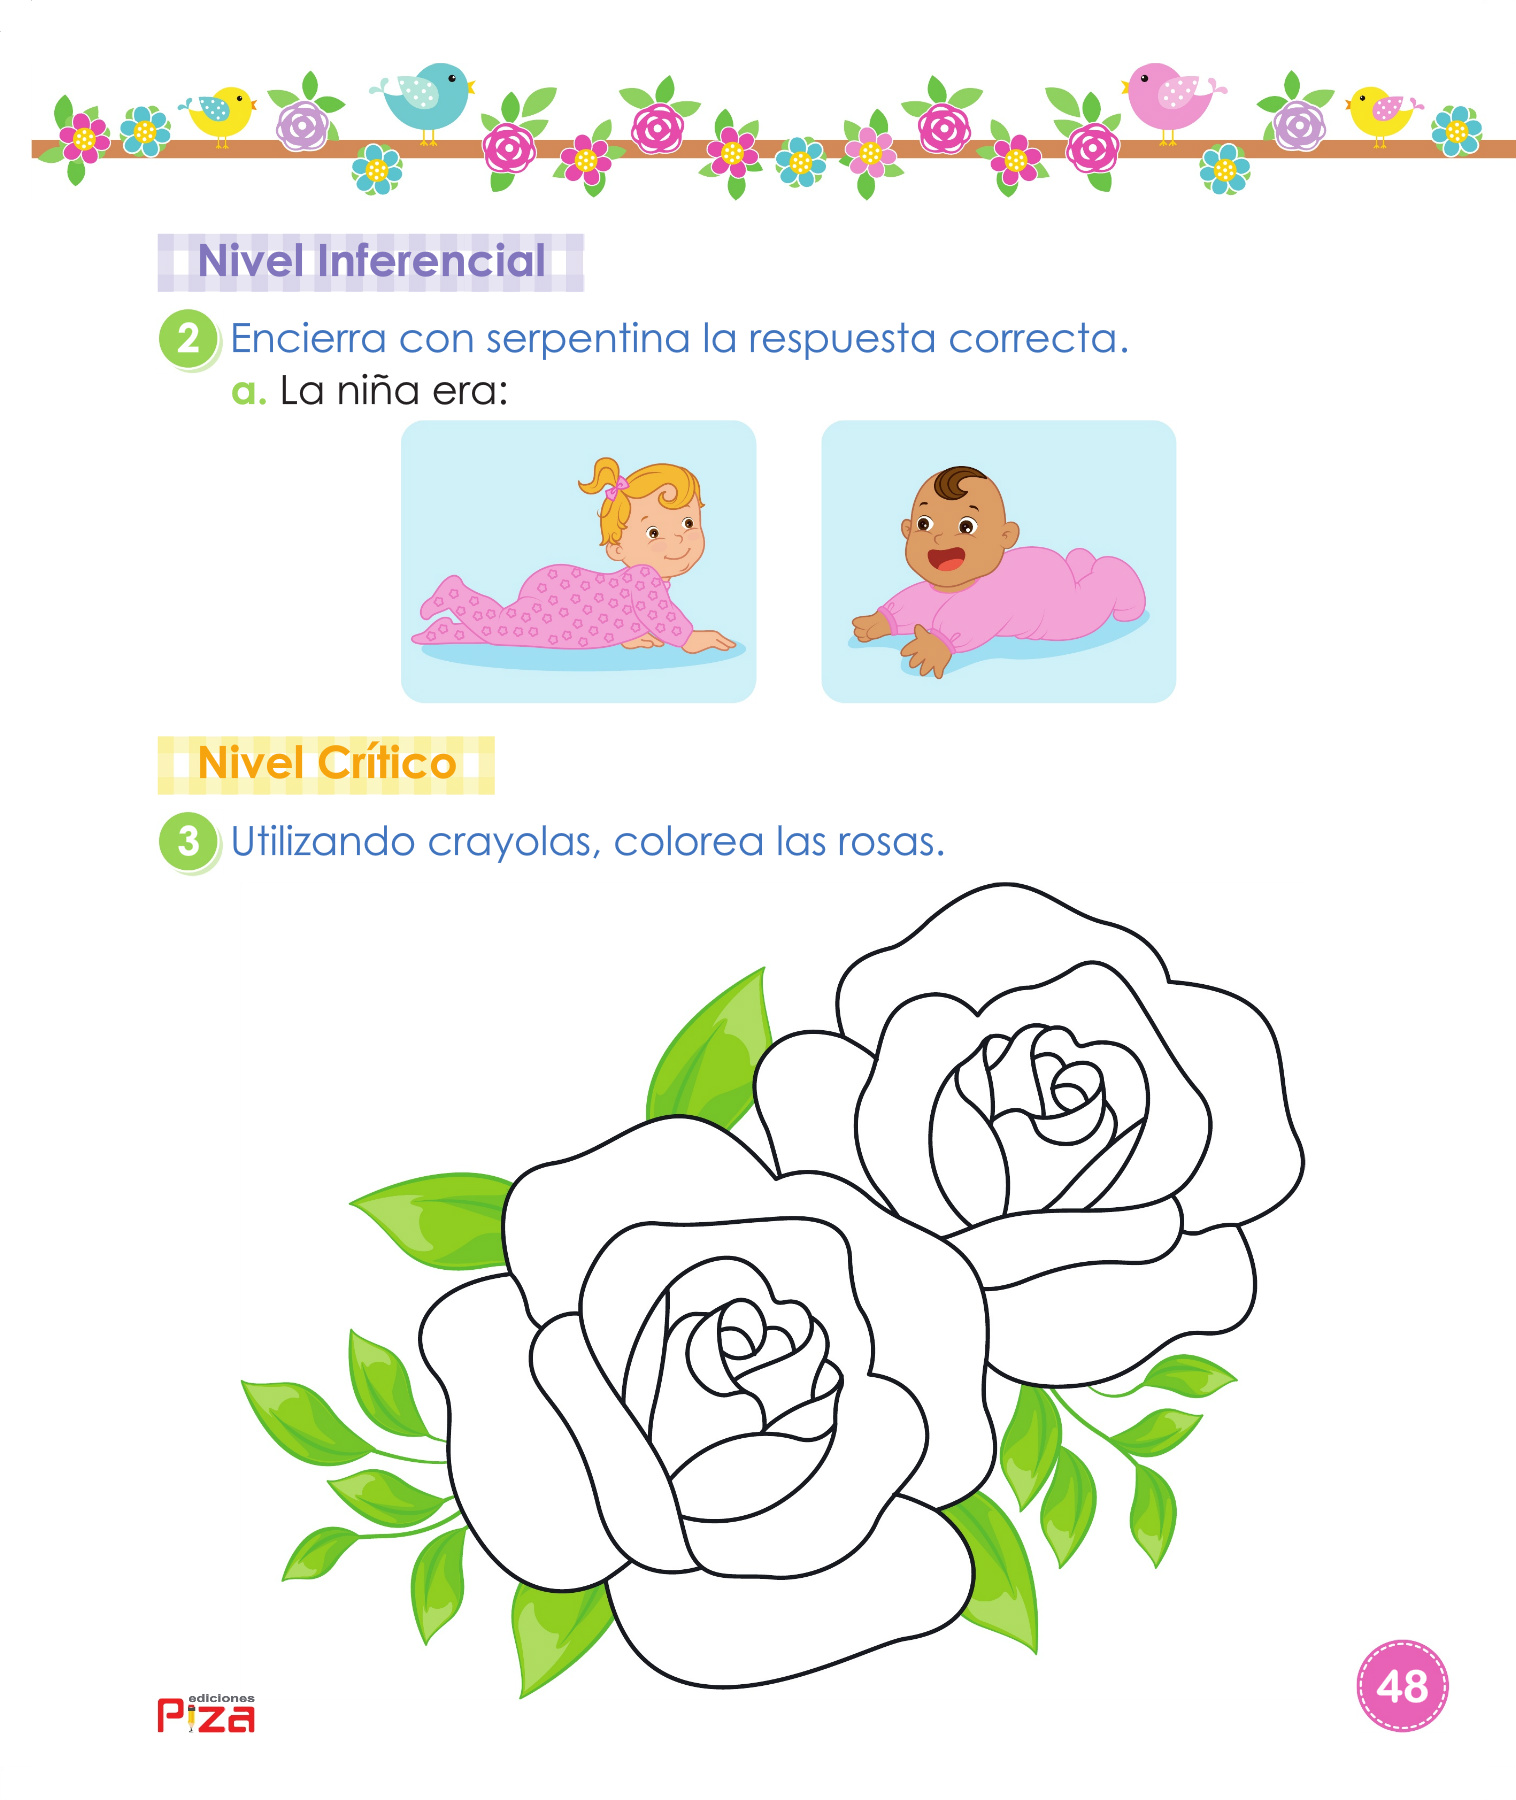 Nivel Inferencial
2 Encierra con serpentina la respuesta correcta.
a. La niña era:
Nivel Crítico
3 Utilizando crayolas, colorea las rosas.
ediciones
Piza
48